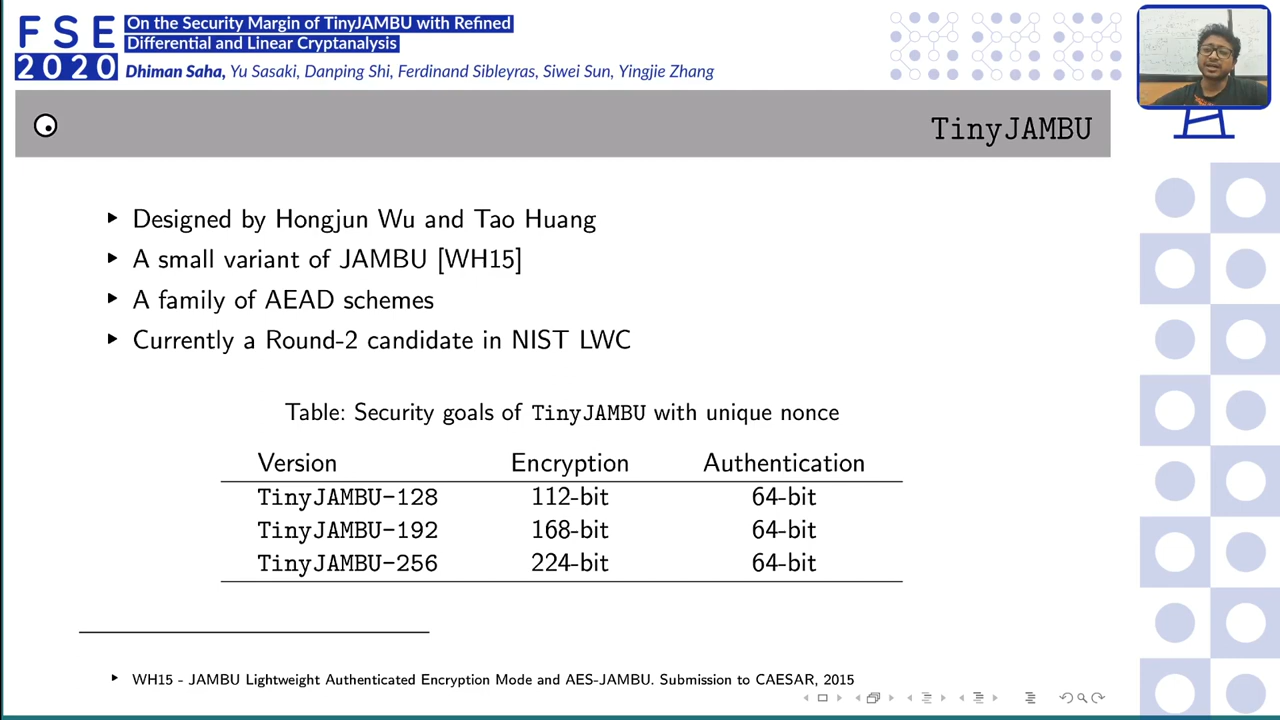 FSE
2020
On the Security Margin of TinyJAMBU with Refined
Differential and Linear Cryptanalysis
Dhiman Saha, Yu Sasaki, Danping Shi, Ferdinand Sibleyras, Siwei Sun, Yingjie Zhang
TinyJAMBU
Designed by Hongjun Wu and Tao Huang
A small variant of JAMBU [WH15]
A family of AEAD schemes
Currently a Round-2 candidate in NIST LWC
Table: Security goals of TinyJAMBU with unique nonce
Version Encryption Authentication
TinyJAMBU-128 112-bit 64-bit
TinyJAMBU-192 168-bit 64-bit
TinyJAMBU-256 224-bit 64-bit
WH15 - JAMBU Lightweight Authenticated Encryption Mode and AES-JAMBU. Submission to CAESAR, 2015